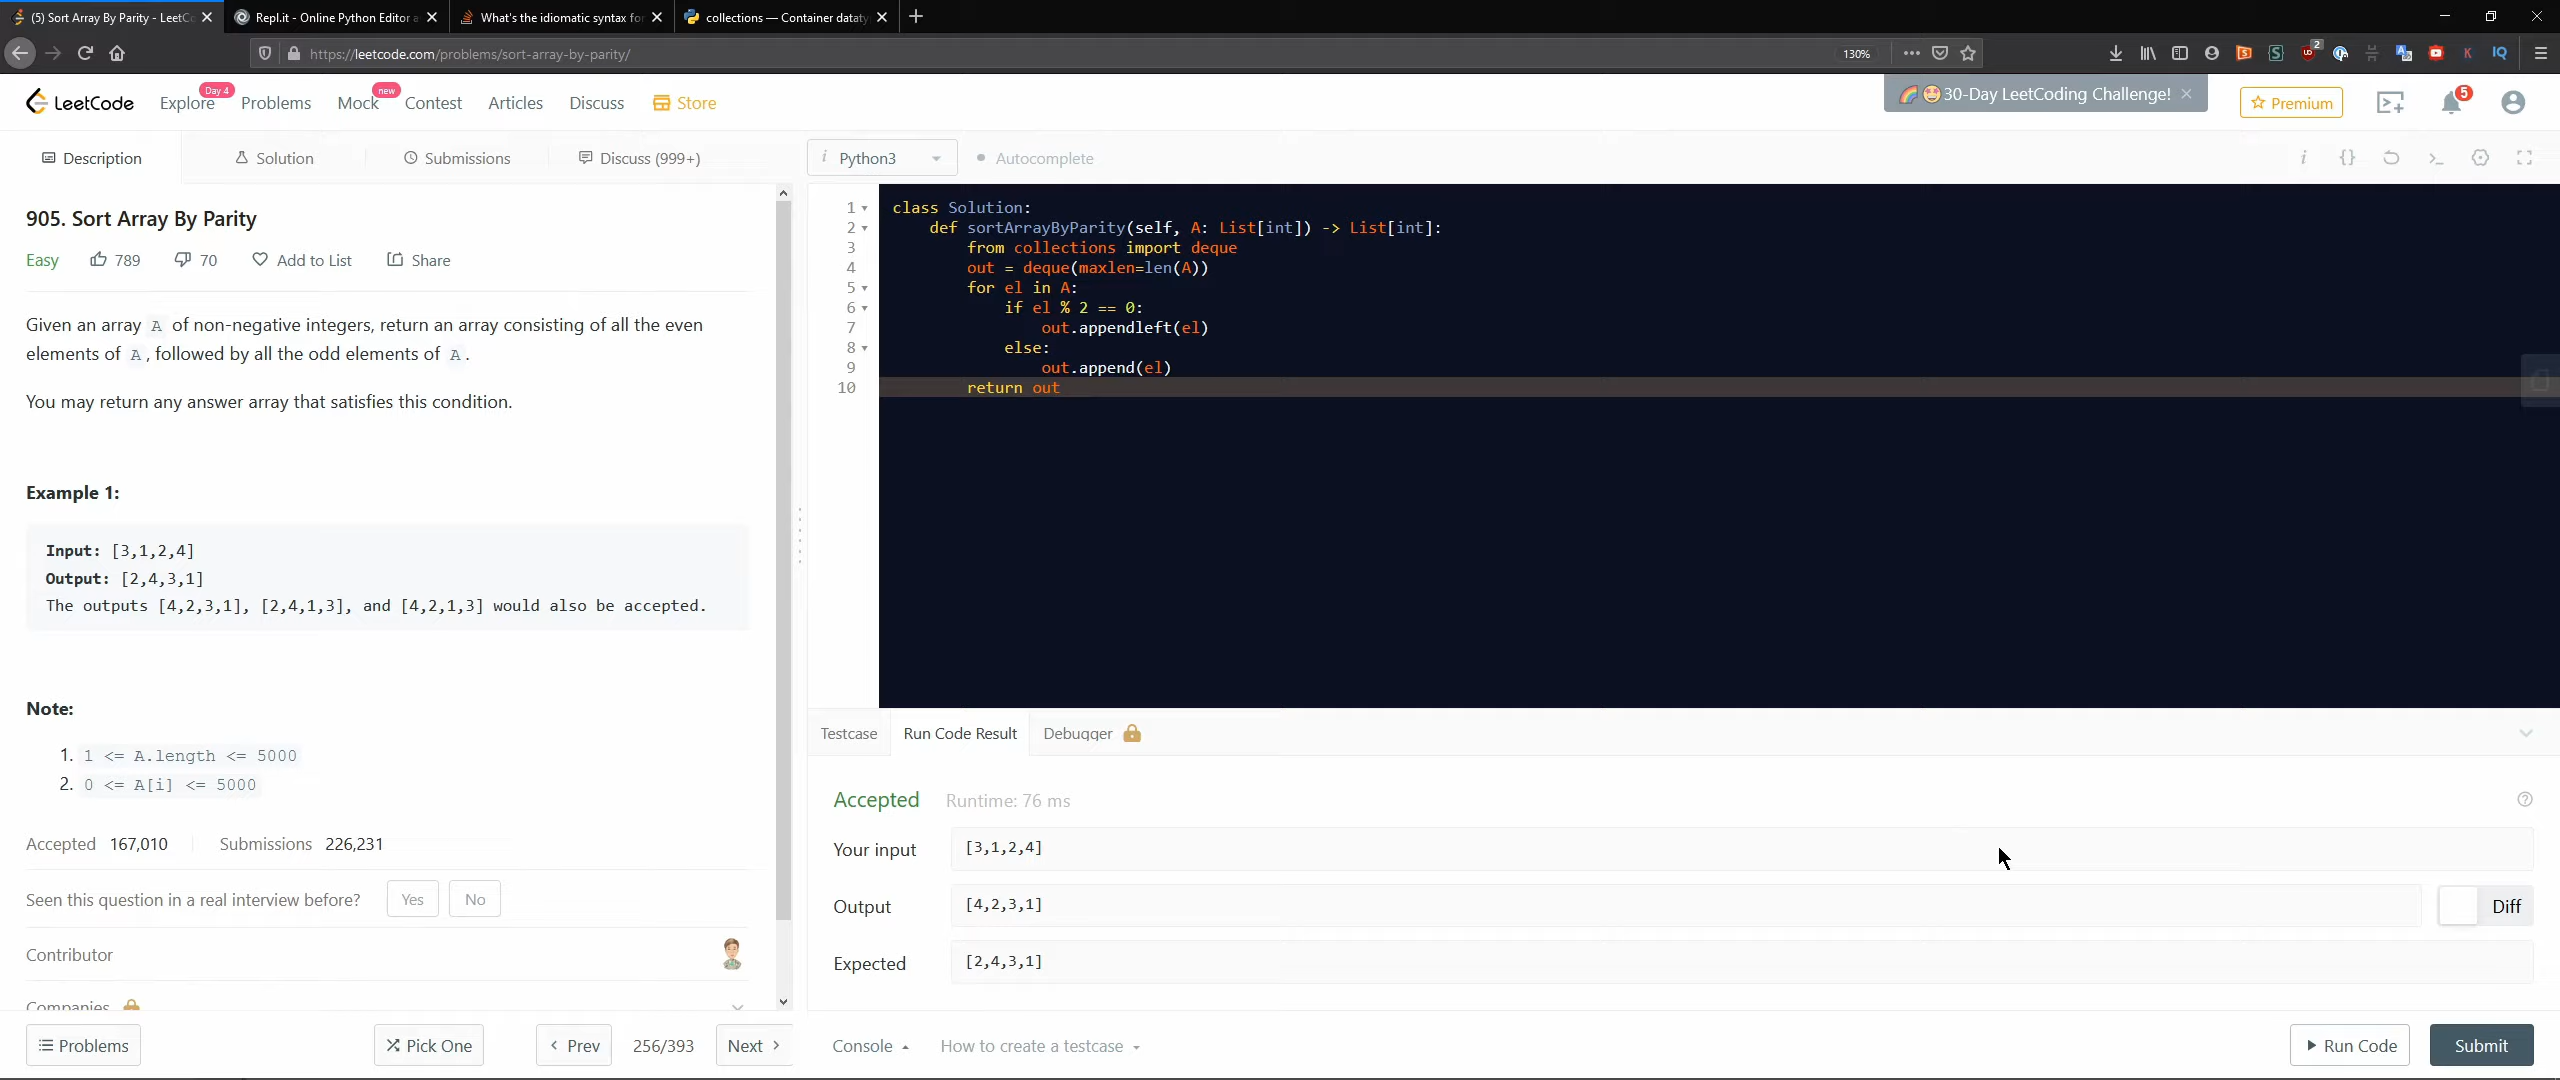 (5) Sort Array By Parity - LeetC
Repl.it - Online Python Editor a
What's the idiomatic syntax fo
collections — Container dataty
https://leetcode.com/problems/sort-array-by-parity/
130%
2
K
IQ
LeetCode
Explore
Day 4
Problems
Mock
new
Contest
Articles
Discuss
Store
30-Day LeetCoding Challenge!
Premium
5
Description
Solution
Submissions
Discuss (999+)
Python3
Autocomplete
905. Sort Array By Parity
Easy
789
70
Add to List
Share
Given an array A of non-negative integers, return an array consisting of all the even
elements of A, followed by all the odd elements of A.
You may return any answer array that satisfies this condition.
Example 1:
Input: [3,1,2,4]
Output: [2,4,3,1]
The outputs [4,2,3,1], [2,4,1,3], and [4,2,1,3] would also be accepted.
Note:
1. 1 <= A.length <= 5000
2. 0 <= A[i] <= 5000
Accepted 167,010
Submissions 226,231
Seen this question in a real interview before?
Yes
No
Contributor
Companies
Problems
Pick One
Prev
256/393
Next
1 class Solution:
2 def sortArrayByParity(self, A: List[int]) -> List[int]:
3 from collections import deque
4 out = deque(maxlen=len(A))
5 for el in A:
6 if el % 2 == 0:
7 out.appendleft(el)
8 else:
9 out.append(el)
10 return out
Testcase
Run Code Result
Debugger
Accepted
Runtime: 76 ms
Your input
[3,1,2,4]
Output
[4,2,3,1]
Diff
Expected
[2,4,3,1]
Console
How to create a testcase
Run Code
Submit